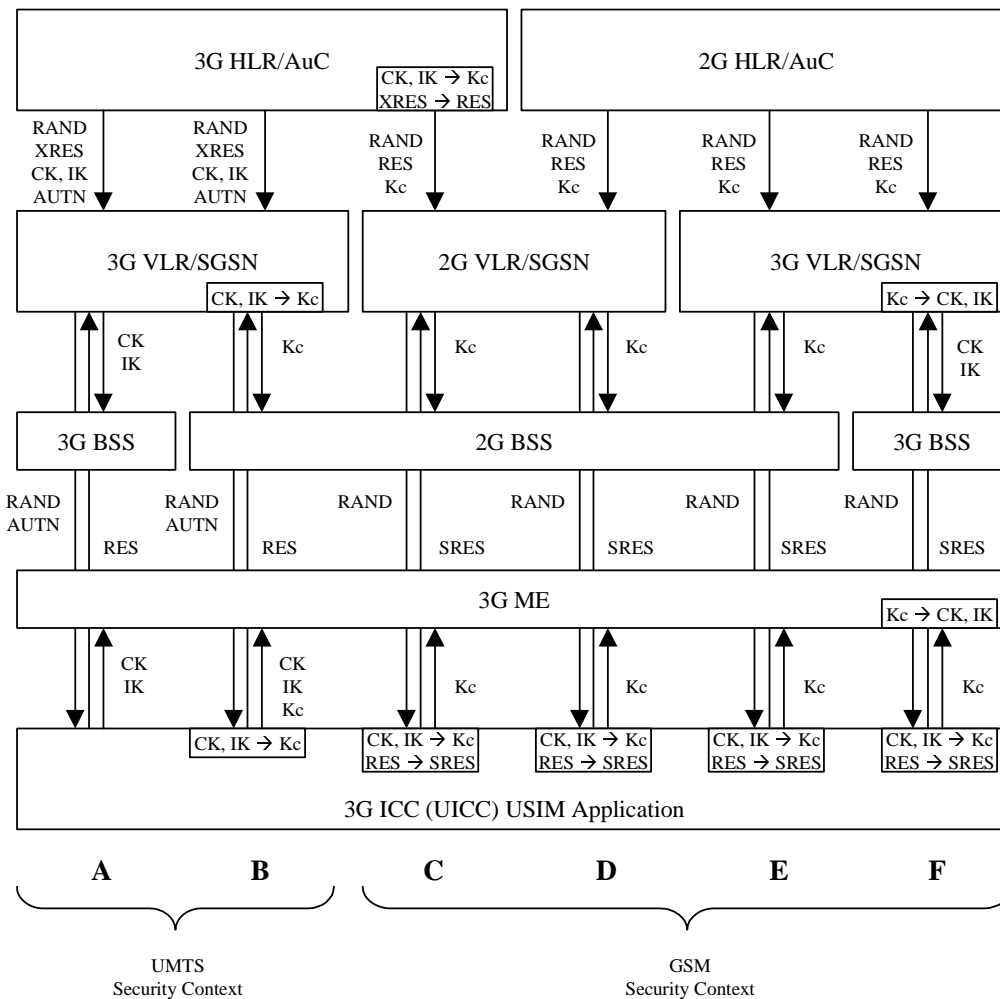 3G HLR/AuC
2G HLR/AuC
CK, IK → Kc
XRES → RES
RAND
XRES
CK, IK
AUTN
RAND
XRES
CK, IK
AUTN
RAND
RES
Kc
RAND
RES
Kc
RAND
RES
Kc
RAND
RES
Kc
3G VLR/SGSN
2G VLR/SGSN
3G VLR/SGSN
CK, IK → Kc
Kc → CK, IK
CK
IK
Kc
Kc
Kc
Kc
CK
IK
3G BSS
2G BSS
3G BSS
RAND
AUTN
RES
RAND
AUTN
RES
RAND
SRES
RAND
SRES
RAND
SRES
RAND
SRES
3G ME
Kc → CK, IK
CK
IK
CK
IK
Kc
Kc
Kc
Kc
Kc
CK, IK → Kc
CK, IK → Kc
RES → SRES
CK, IK → Kc
RES → SRES
CK, IK → Kc
RES → SRES
CK, IK → Kc
RES → SRES
3G ICC (UICC) USIM Application
A
B
C
D
E
F
UMTS
Security Context
GSM
Security Context